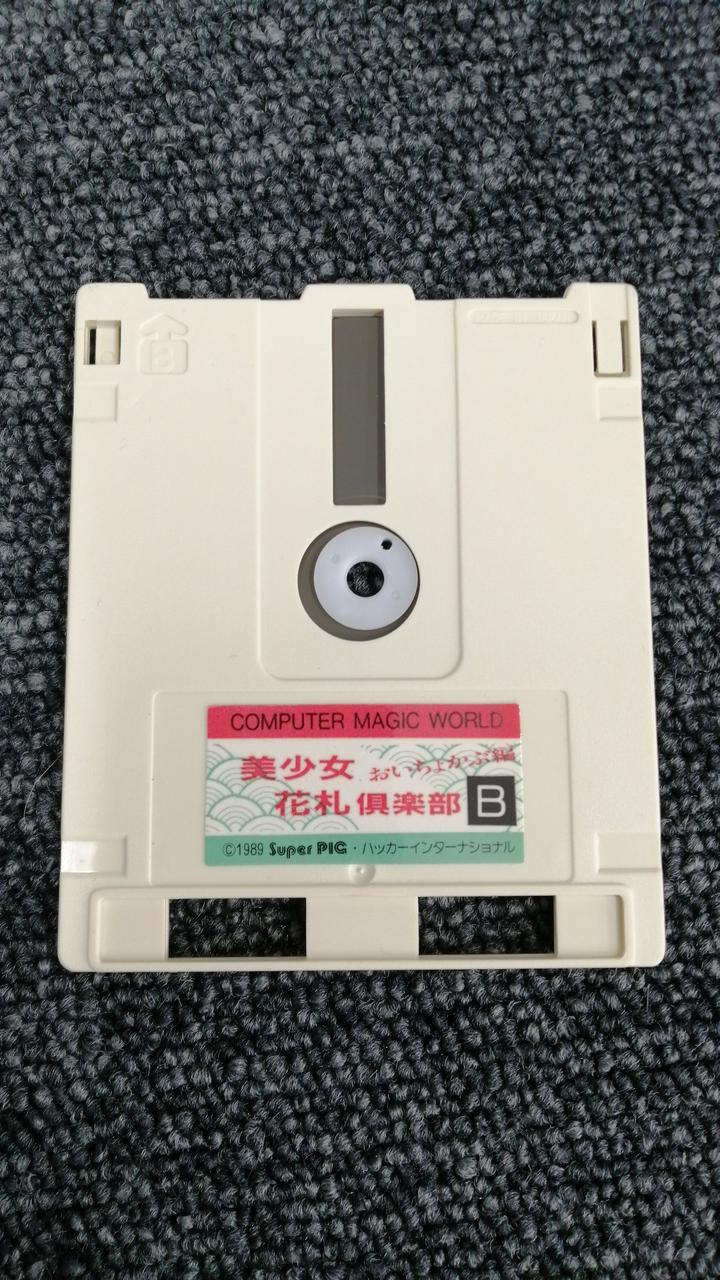 B
COMPUTER MAGIC WORLD
美少女 おいちょかぶ編
花札倶楽部 B
©1989 Super PIG・ハッカーインターナショナル